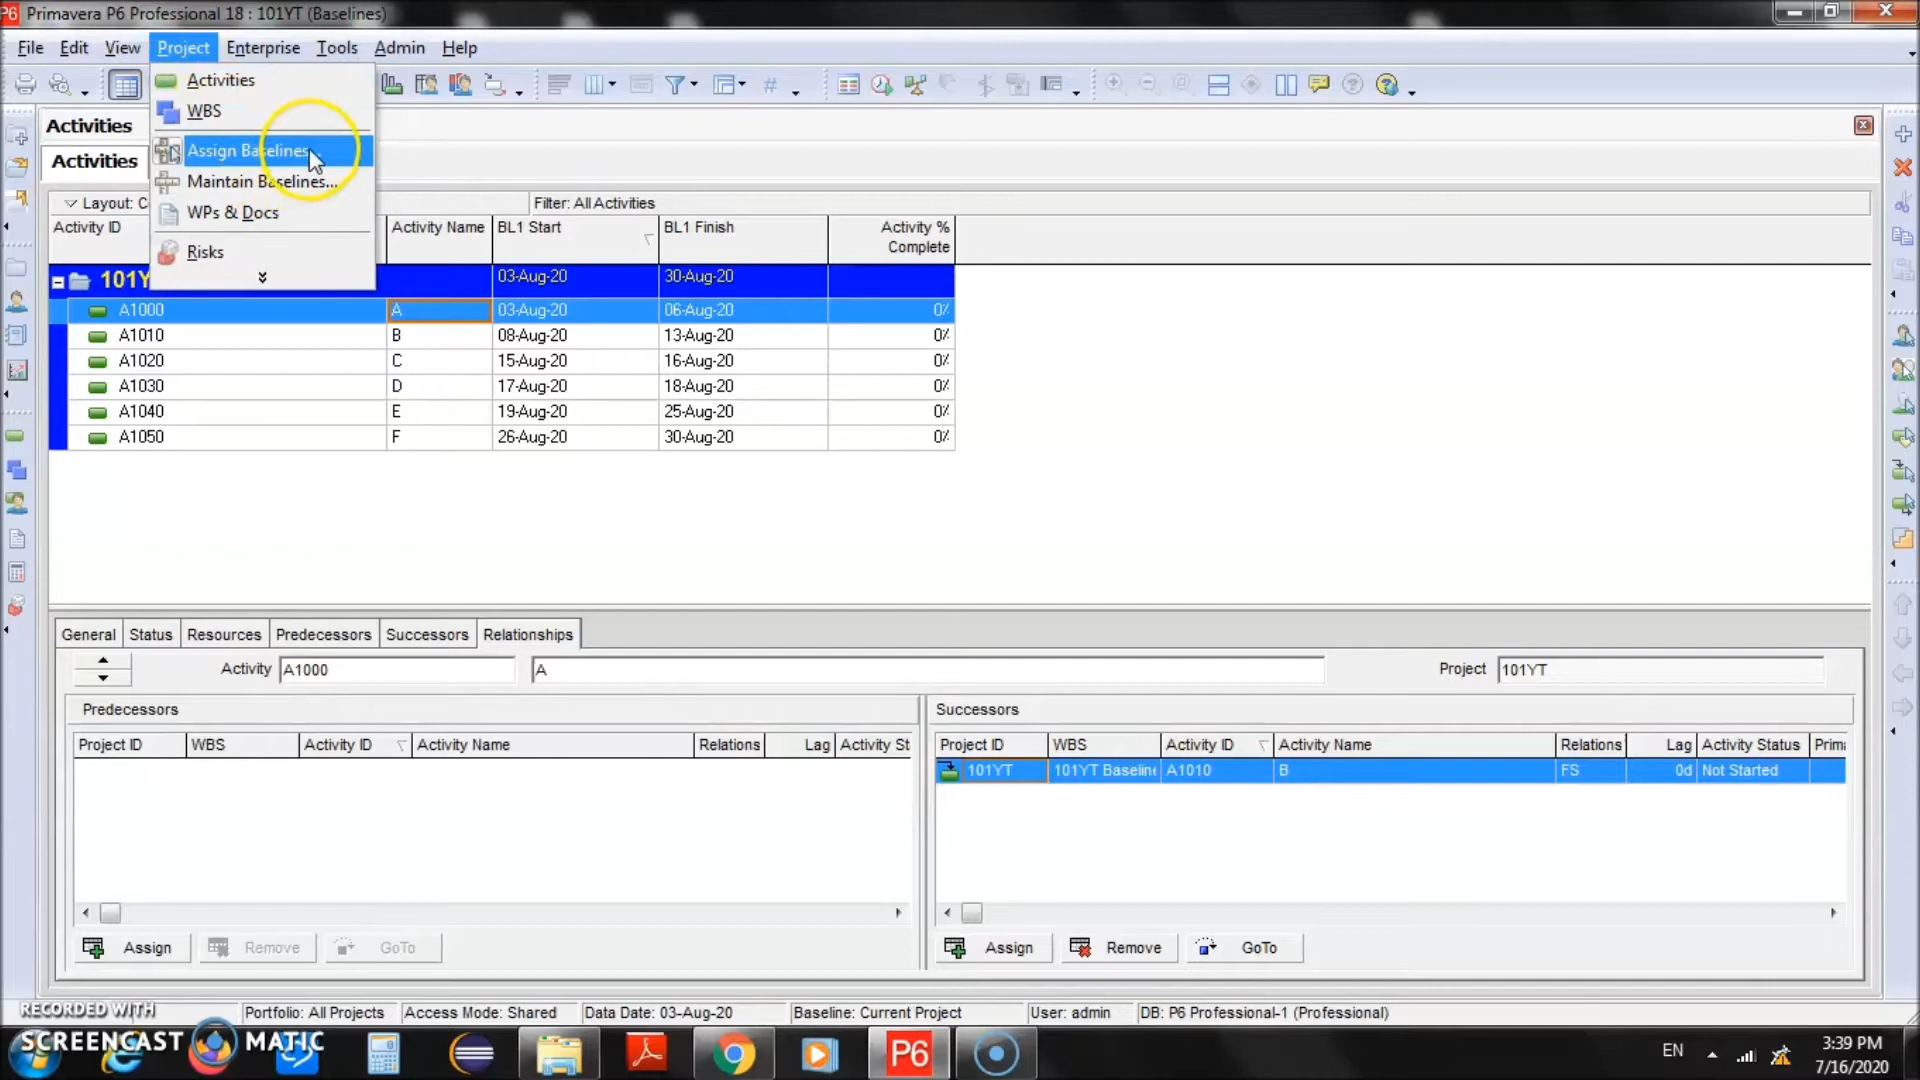 Primavera P6 Professional 18 : 101YT (Baselines)
File Edit View Project Enterprise Tools Admin Help
Activities
WBS
Assign Baselines...
Maintain Baselines...
WPs & Docs
Risks
Activities
Activities
Layout: C
Filter: All Activities
Activity ID Activity Name BL1 Start BL1 Finish Activity % Complete
101Y 03-Aug-20 30-Aug-20
A1000 A 03-Aug-20 06-Aug-20 0%
A1010 B 08-Aug-20 13-Aug-20 0%
A1020 C 15-Aug-20 16-Aug-20 0%
A1030 D 17-Aug-20 18-Aug-20 0%
A1040 E 19-Aug-20 25-Aug-20 0%
A1050 F 26-Aug-20 30-Aug-20 0%
General Status Resources Predecessors Successors Relationships
Activity A1000 A Project 101YT
Predecessors
Project ID WBS Activity ID Activity Name Relations Lag Activity St
Successors
Project ID WBS Activity ID Activity Name Relations Lag Activity Status Prima
101YT 101YT Baseline A1010 B FS 0d Not Started
Assign Remove GoTo
Assign Remove GoTo
Portfolio: All Projects Access Mode: Shared Data Date: 03-Aug-20 Baseline: Current Project User: admin DB: P6 Professional-1 (Professional)
RECORDED WITH
SCREENCAST MATIC
P6
EN
3:39 PM
7/16/2020